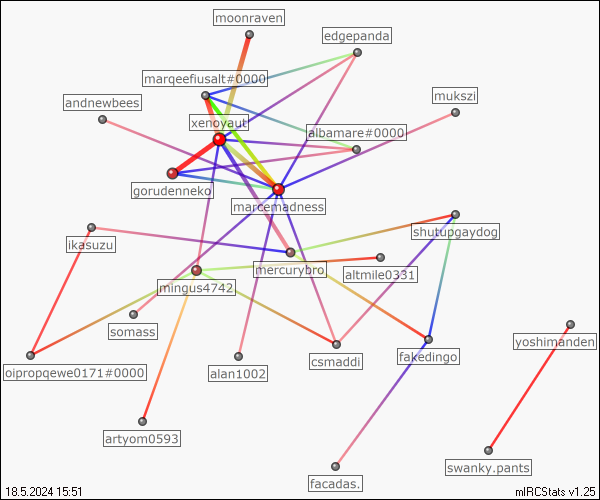 moonraven
edgepanda
marqeefiusalt#0000
andnewbees
mukszi
xenoyaut
albamare#0000
gorudenneko
marcemadness
shutupgaydog
ikasuzu
mercurybro
altmile0331
mingus4742
somass
yoshimanden
csmaddi
fakedingo
oipropqewe0171#0000
alan1002
artyom0593
swanky.pants
facadas.
18.5.2024 15:51
mIRCStats v1.25